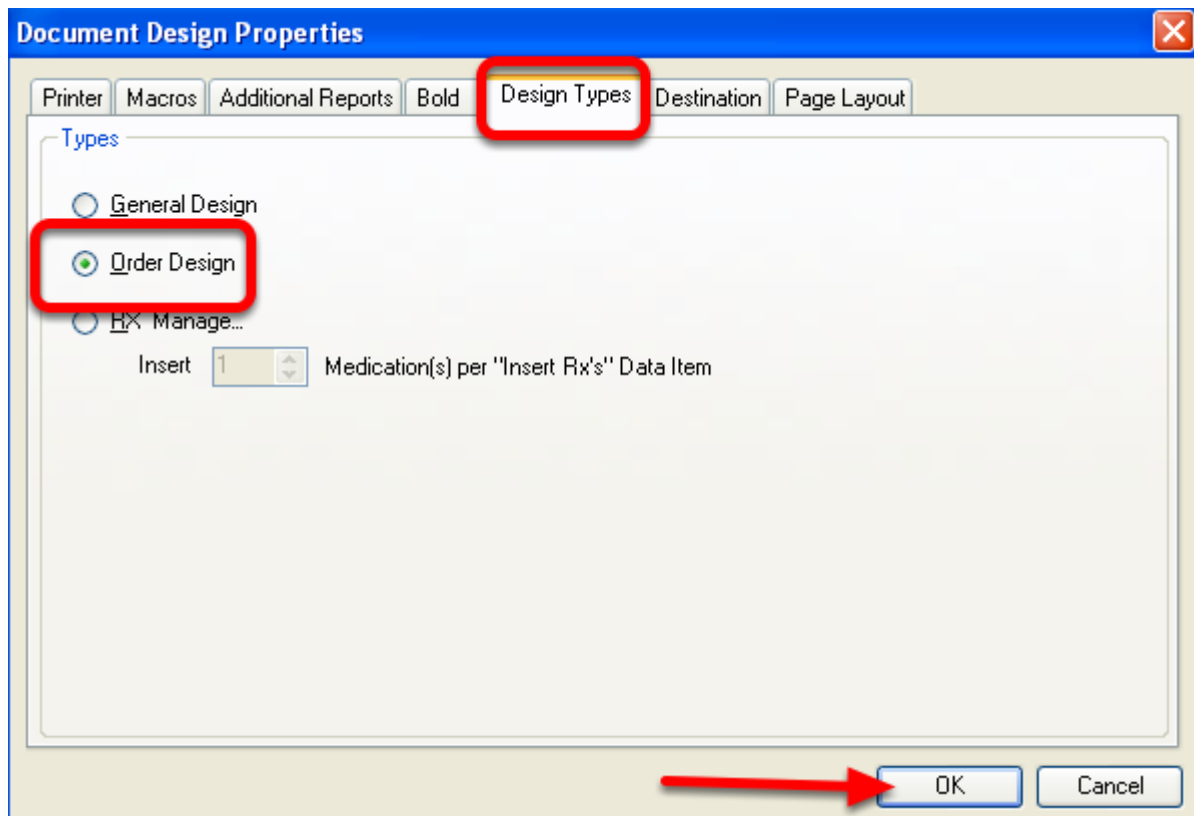 Document Design Properties
Printer Macros Additional Reports Bold Design Types Destination Page Layout
Types
General Design
Order Design
RX Manage...
Insert 1 Medication(s) per "Insert Rx's" Data Item
OK Cancel